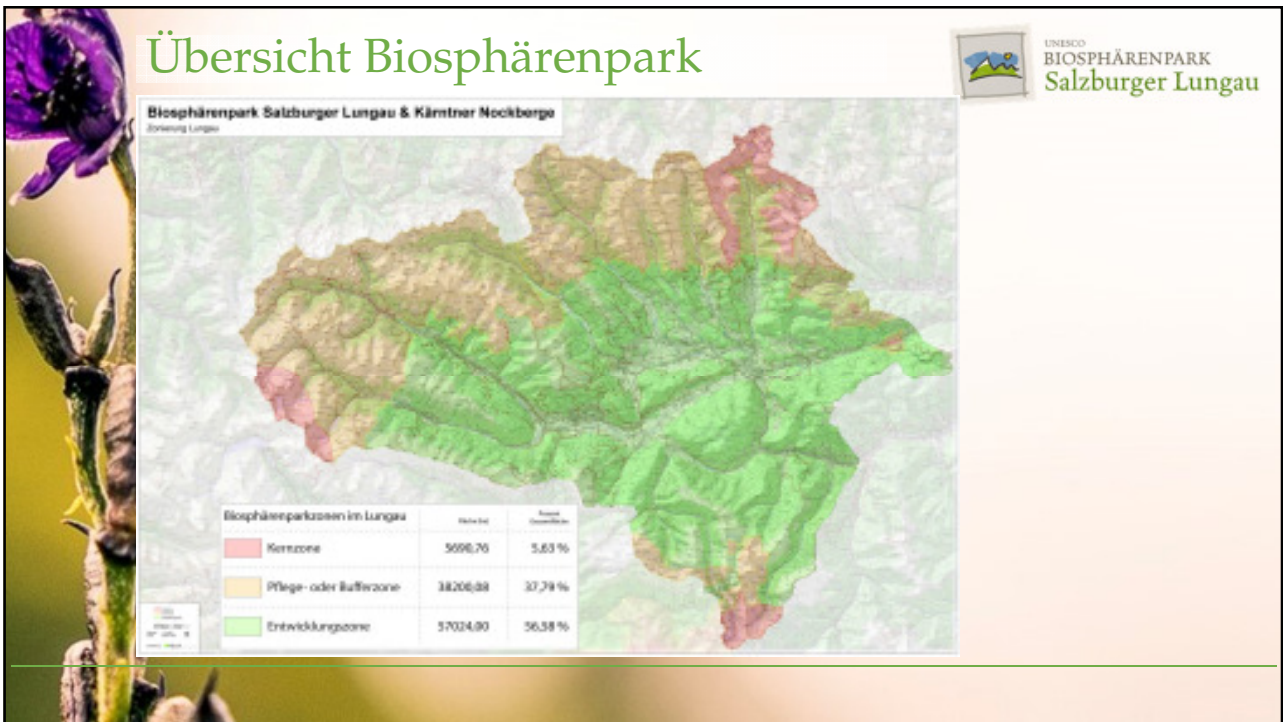 Übersicht Biosphärenpark
UNESCO
BIOSPHÄRENPARK
Salzburger Lungau
Biosphärenpark Salzburger Lungau & Kärntner Nockberge
Zonierung Lungau
Biosphärenparkzonen im Lungau
Kernzone 5690,76 5,63 %
Pflege- oder Bufferzone 38200,08 37,79 %
Entwicklungszone 57024,00 56,58 %